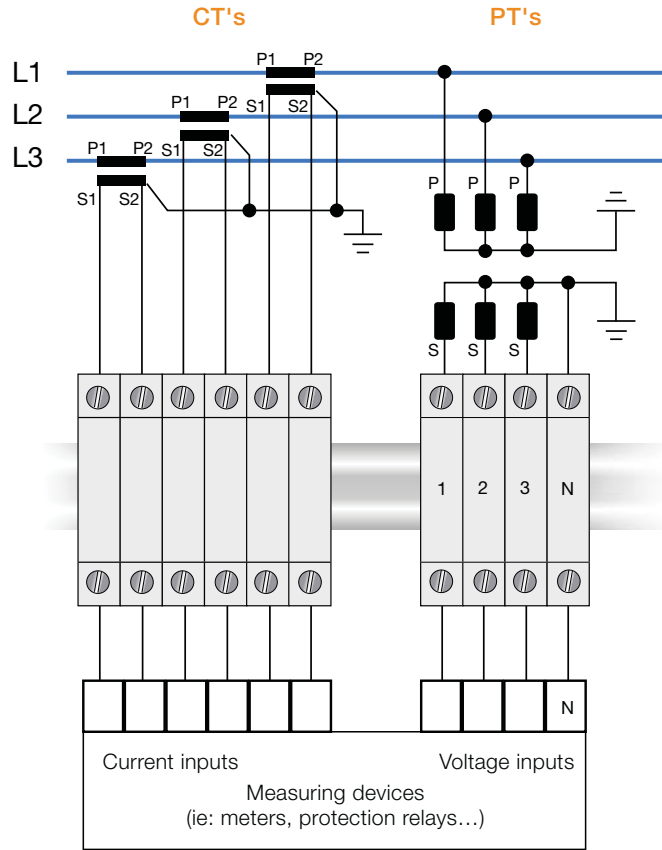 CT's PT's
P1 P2
L1
S1 S2
P1 P2
L2
S1 S2
P1 P2
L3
S1 S2
P P P
S S S
1 2 3 N
N
Current inputs Voltage inputs
Measuring devices
(ie: meters, protection relays…)